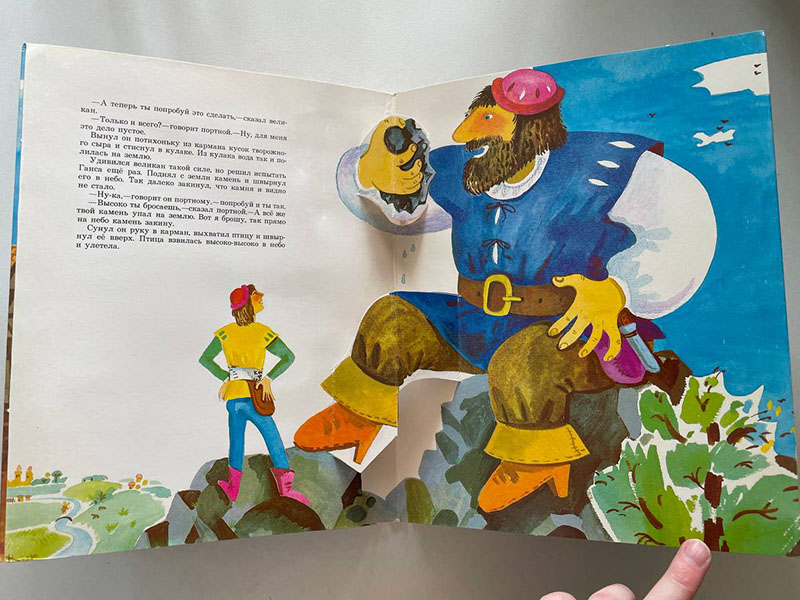 —А теперь ты попробуй это сделать,—сказал вели-
кан.
—Только и всего?—говорит портной.—Ну, для меня
это дело пустое.
Вынул он потихоньку из кармана кусок творожно-
го сыра и стиснул в кулаке. Из кулака вода так и по-
лилась на землю.
Удивился великан такой силе, но решил испытать
Ганса ещё раз. Поднял с земли камень и швырнул
его в небо. Так далеко закинул, что камня и видно
не стало.
—Ну-ка,—говорит он портному,—попробуй и ты так.
—Высоко ты бросаешь,—сказал портной.—А всё же
твой камень упал на землю. Вот я брошу, так прямо
на небо камень закину.
Сунул он руку в карман, выхватил птицу и швыр-
нул её вверх. Птица взвилась высоко-высоко в небо
и улетела.